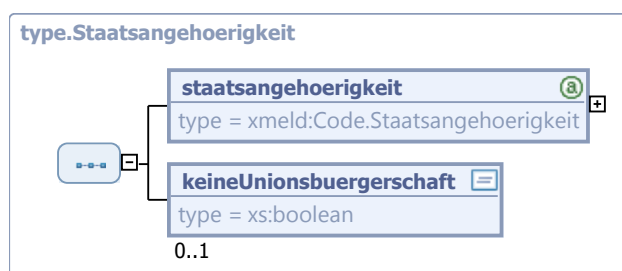 type.Staatsangehoerigkeit
staatsangehoerigkeit
type = xmeld:Code.Staatsangehoerigkeit
keineUnionsbuergerschaft
type = xs:boolean
0..1